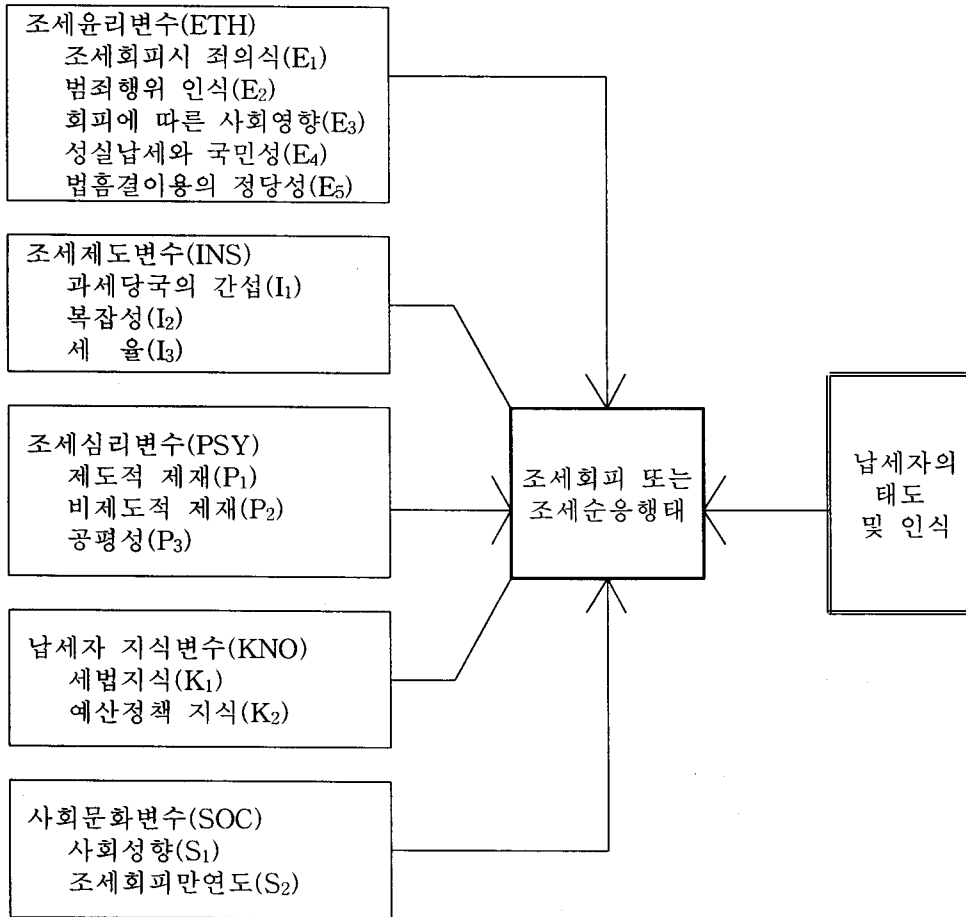 조세윤리변수(ETH)
조세회피시 죄의식(E₁)
범죄행위 인식(E₂)
회피에 따른 사회영향(E₃)
성실납세와 국민성(E₄)
법흠결이용의 정당성(E₅)
조세제도변수(INS)
과세당국의 간섭(I₁)
복잡성(I₂)
세 율(I₃)
조세심리변수(PSY)
제도적 제재(P₁)
비제도적 제재(P₂)
공평성(P₃)
납세자 지식변수(KNO)
세법지식(K₁)
예산정책 지식(K₂)
사회문화변수(SOC)
사회성향(S₁)
조세회피만연도(S₂)
조세회피 또는
조세순응행태
납세자의
태도
및 인식